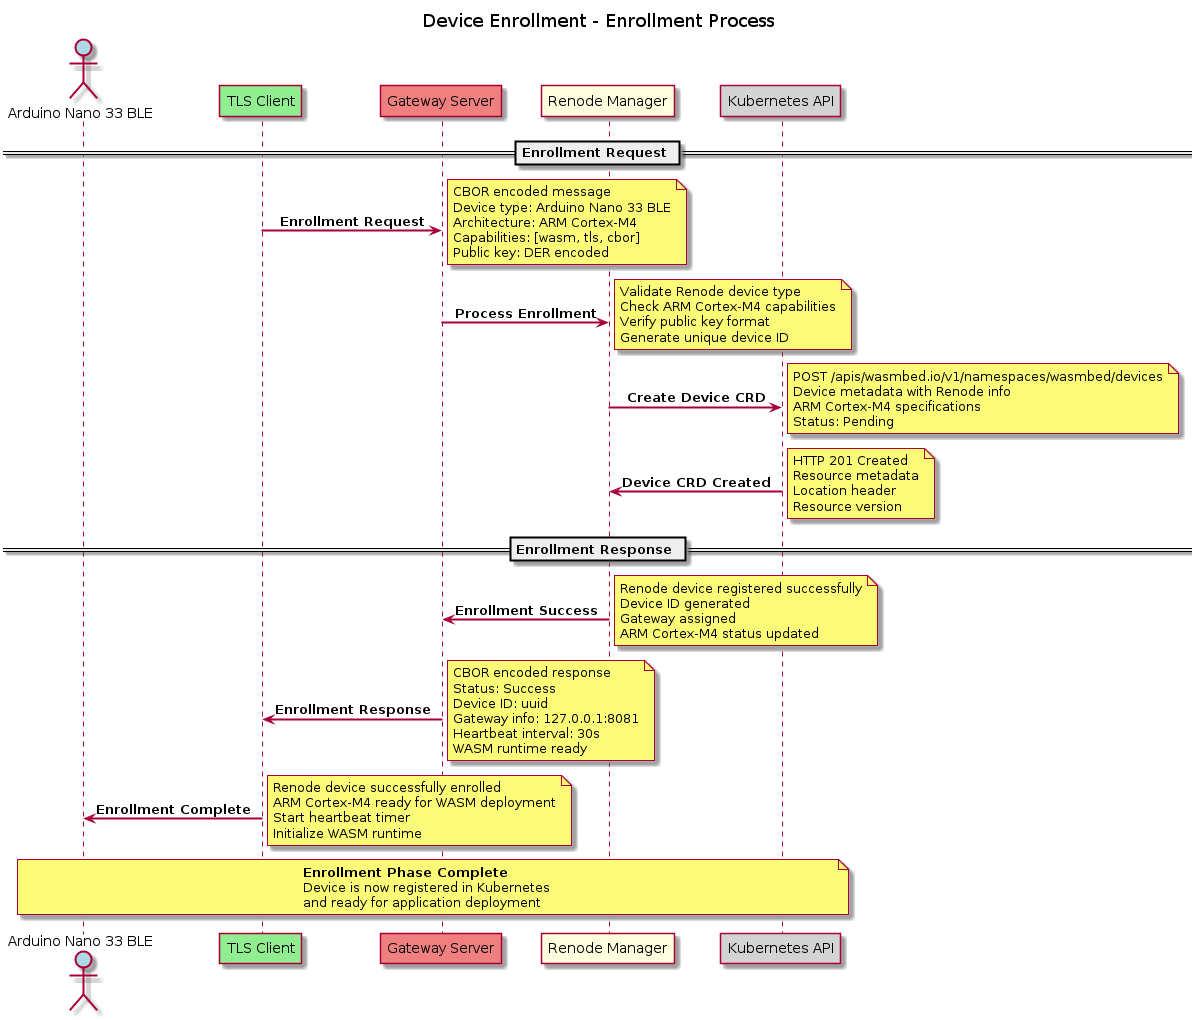 Device Enrollment - Enrollment Process
Arduino Nano 33 BLE
TLS Client
Gateway Server
Renode Manager
Kubernetes API
Enrollment Request
Enrollment Request
CBOR encoded message
Device type: Arduino Nano 33 BLE
Architecture: ARM Cortex-M4
Capabilities: [wasm, tls, cbor]
Public key: DER encoded
Process Enrollment
Validate Renode device type
Check ARM Cortex-M4 capabilities
Verify public key format
Generate unique device ID
Create Device CRD
POST /apis/wasmbed.io/v1/namespaces/wasmbed/devices
Device metadata with Renode info
ARM Cortex-M4 specifications
Status: Pending
Device CRD Created
HTTP 201 Created
Resource metadata
Location header
Resource version
Enrollment Response
Enrollment Success
Renode device registered successfully
Device ID generated
Gateway assigned
ARM Cortex-M4 status updated
Enrollment Response
CBOR encoded response
Status: Success
Device ID: uuid
Gateway info: 127.0.0.1:8081
Heartbeat interval: 30s
WASM runtime ready
Enrollment Complete
Renode device successfully enrolled
ARM Cortex-M4 ready for WASM deployment
Start heartbeat timer
Initialize WASM runtime
Enrollment Phase Complete
Device is now registered in Kubernetes
and ready for application deployment
Arduino Nano 33 BLE
TLS Client
Gateway Server
Renode Manager
Kubernetes API